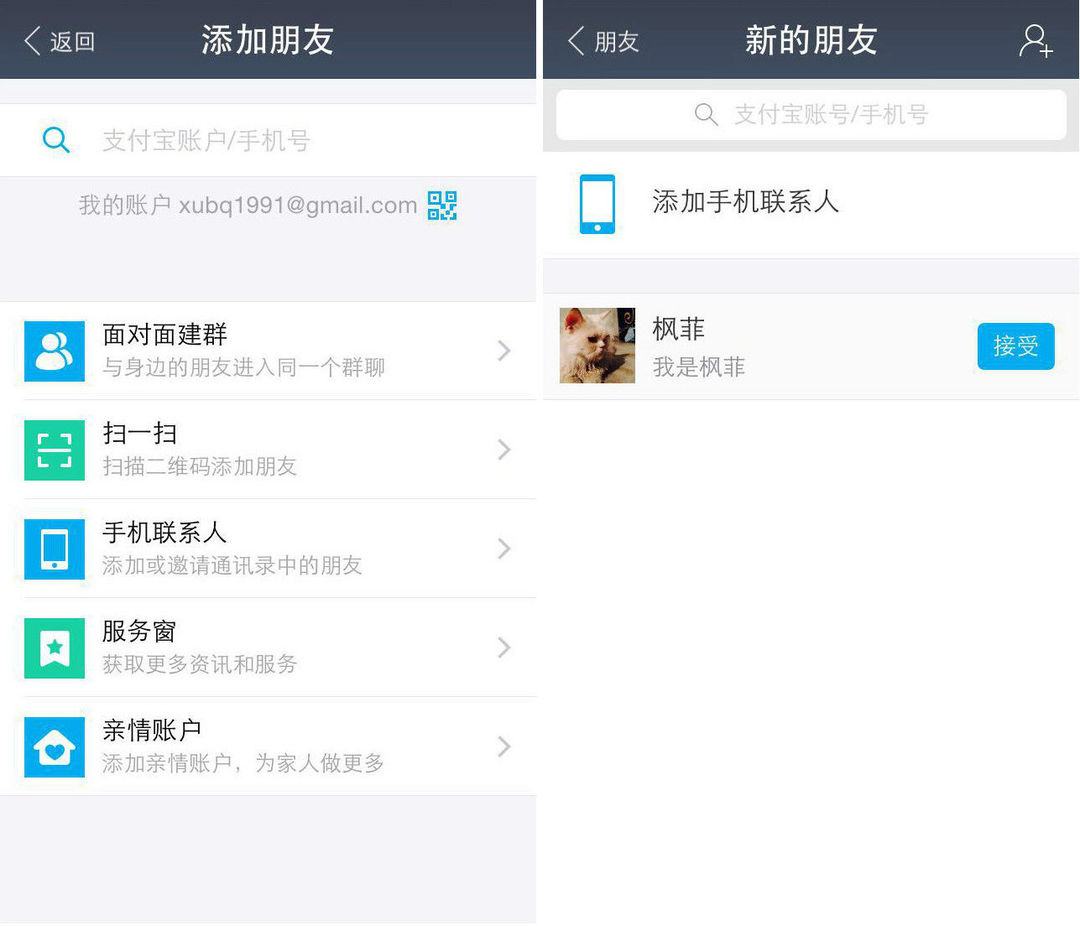 返回
添加朋友
支付宝账户/手机号
我的账户 xubq1991@gmail.com
面对面建群
与身边的朋友进入同一个群聊
扫一扫
扫描二维码添加朋友
手机联系人
添加或邀请通讯录中的朋友
服务窗
获取更多资讯和服务
亲情账户
添加亲情账户，为家人做更多
朋友
新的朋友
支付宝账号/手机号
添加手机联系人
枫菲
我是枫菲
接受